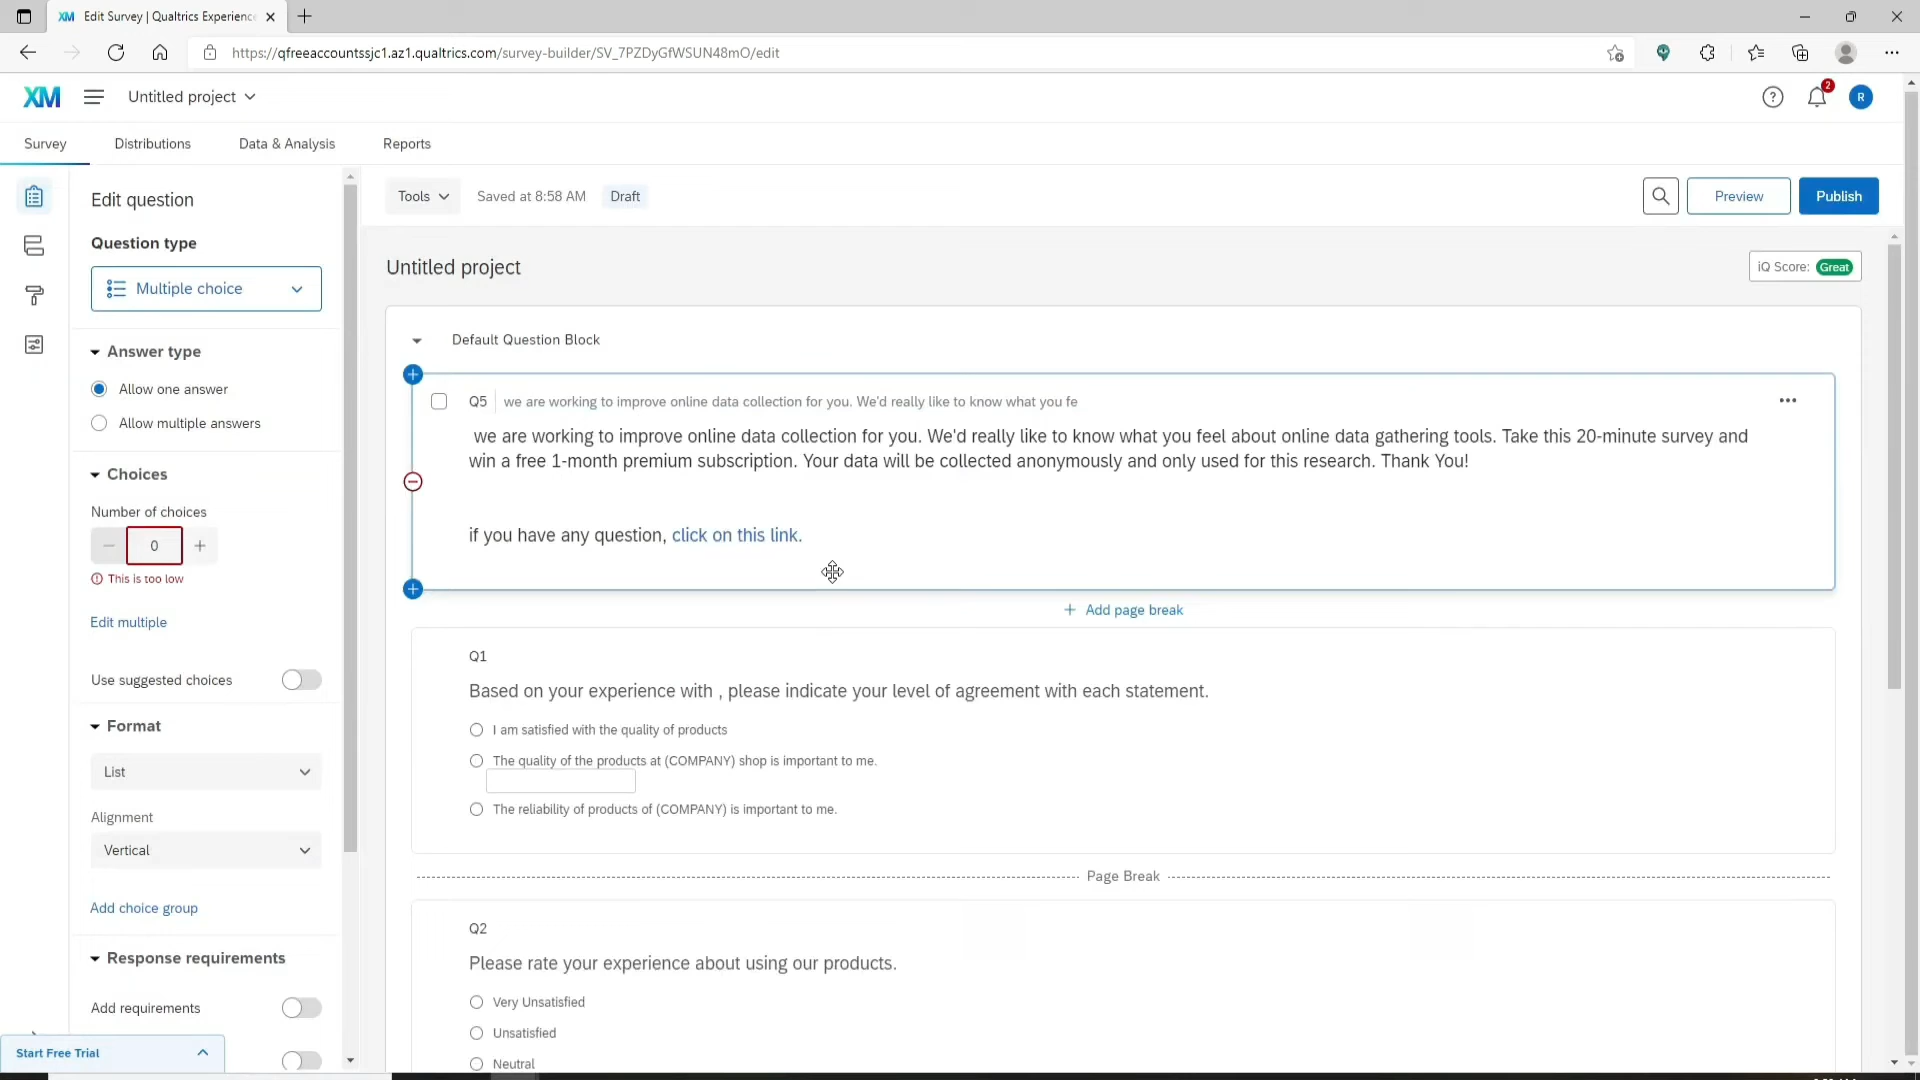 Edit Survey | Qualtrics Experience
https://qfreeaccountssjc1.az1.qualtrics.com/survey-builder/SV_7PZDyGfWSUN48mO/edit
XM
Untitled project
2
R
Survey
Distributions
Data & Analysis
Reports
Edit question
Tools
Saved at 8:58 AM
Draft
Preview
Publish
Question type
Multiple choice
Untitled project
iQ Score: Great
Answer type
Allow one answer
Allow multiple answers
Choices
Number of choices
0
This is too low
Edit multiple
Use suggested choices
Format
List
Alignment
Vertical
Add choice group
Response requirements
Add requirements
Start Free Trial
Default Question Block
Q5
we are working to improve online data collection for you. We'd really like to know what you fe
we are working to improve online data collection for you. We'd really like to know what you feel about online data gathering tools. Take this 20-minute survey and
win a free 1-month premium subscription. Your data will be collected anonymously and only used for this research. Thank You!
if you have any question, click on this link.
Add page break
Q1
Based on your experience with , please indicate your level of agreement with each statement.
I am satisfied with the quality of products
The quality of the products at (COMPANY) shop is important to me.
The reliability of products of (COMPANY) is important to me.
Page Break
Q2
Please rate your experience about using our products.
Very Unsatisfied
Unsatisfied
Neutral